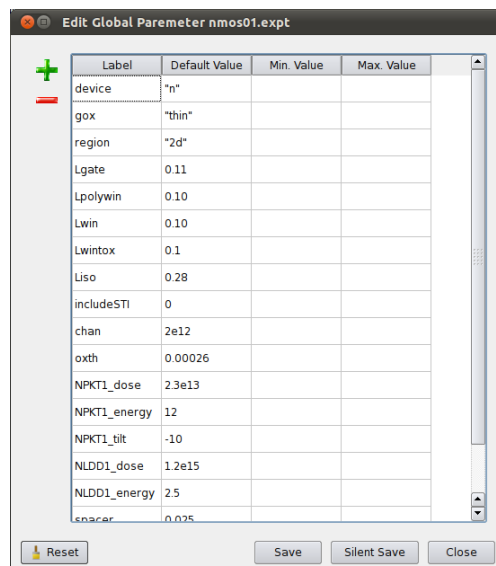 Edit Global Paremeter nmos01.expt
Label Default Value Min. Value Max. Value
device "n"
gox "thin"
region "2d"
Lgate 0.11
Lpolywin 0.10
Lwin 0.10
Lwintox 0.1
Liso 0.28
includeSTI 0
chan 2e12
oxth 0.00026
NPKT1_dose 2.3e13
NPKT1_energy 12
NPKT1_tilt -10
NLDD1_dose 1.2e15
NLDD1_energy 2.5
spacer 0.025
Reset Save Silent Save Close